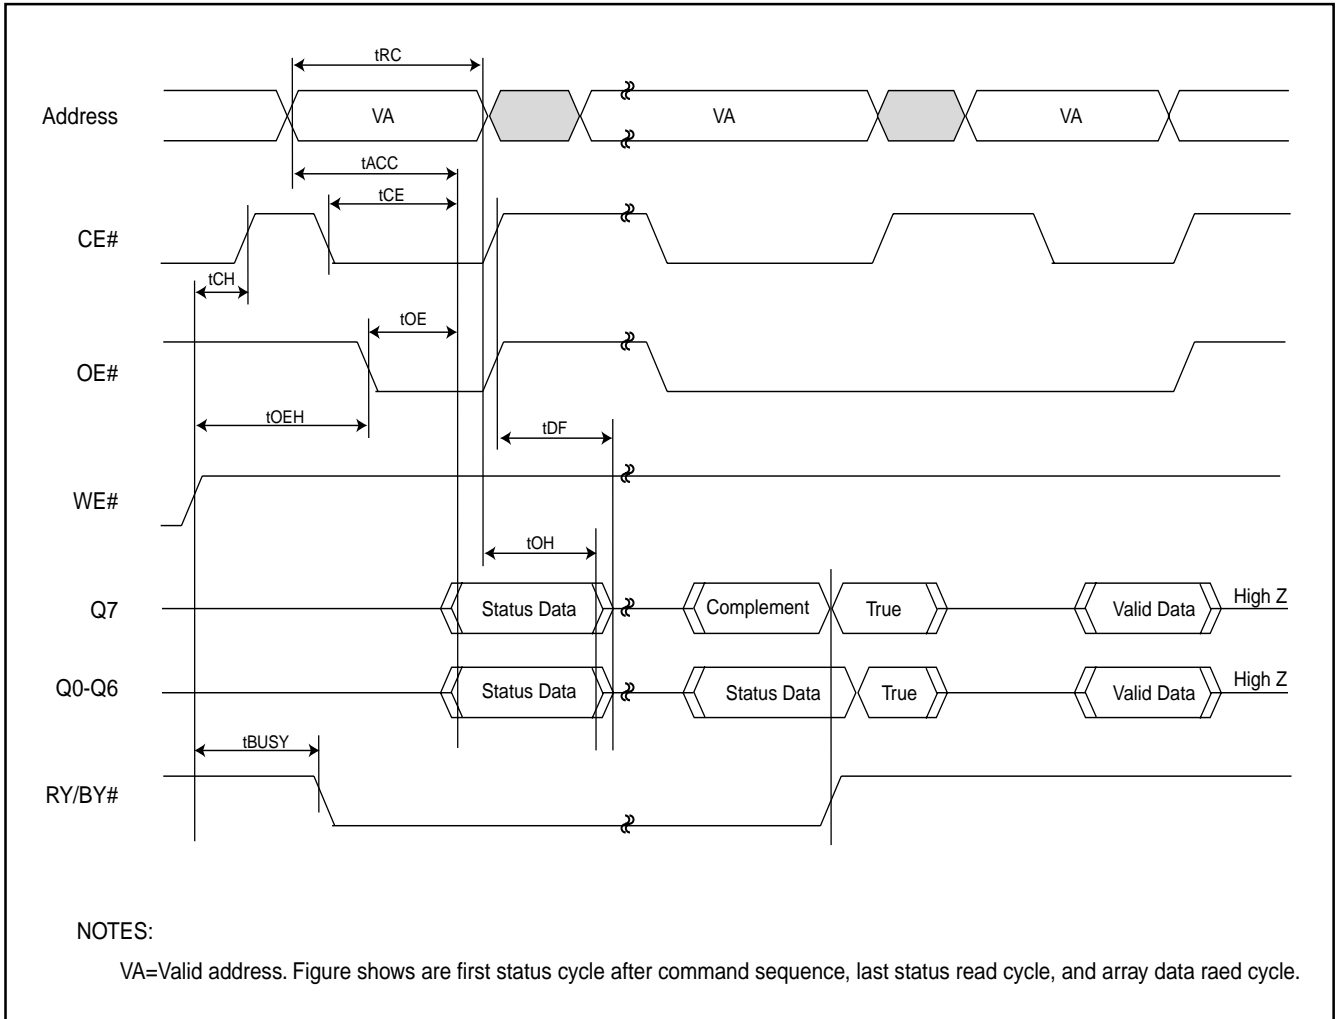 tRC
Address
VA
VA
VA
tACC
tCE
CE#
tCH
tOE
OE#
tOEH
tDF
WE#
tOH
Q7
Status Data
Complement
True
Valid Data
High Z
Q0-Q6
Status Data
Status Data
True
Valid Data
High Z
tBUSY
RY/BY#
NOTES:
VA=Valid address. Figure shows are first status cycle after command sequence, last status read cycle, and array data raed cycle.